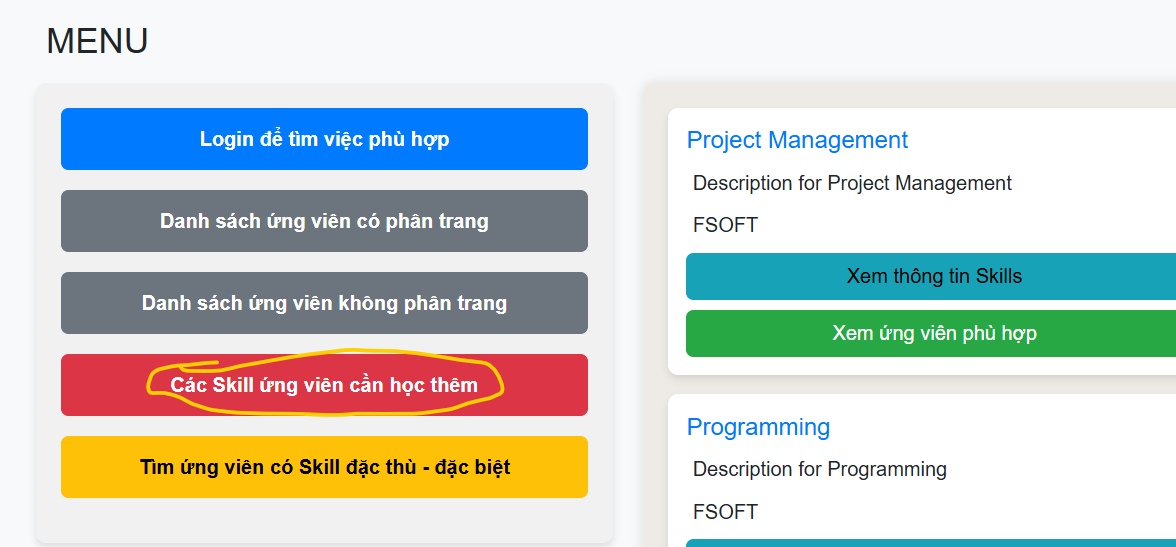 MENU
Login để tìm việc phù hợp
Danh sách ứng viên có phân trang
Danh sách ứng viên không phân trang
Các Skill ứng viên cần học thêm
Tìm ứng viên có Skill đặc thù - đặc biệt
Project Management
Description for Project Management
FSOFT
Xem thông tin Skills
Xem ứng viên phù hợp
Programming
Description for Programming
FSOFT